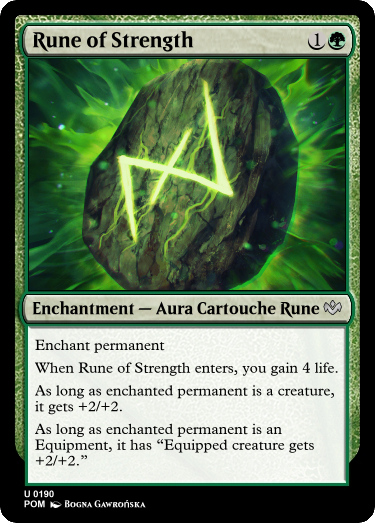 Rune of Strength 1
Enchantment — Aura Cartouche Rune
Enchant permanent
When Rune of Strength enters, you gain 4 life.
As long as enchanted permanent is a creature,
it gets +2/+2.
As long as enchanted permanent is an
Equipment, it has “Equipped creature gets
+2/+2.”
U 0190
POM Bogna Gawrońska